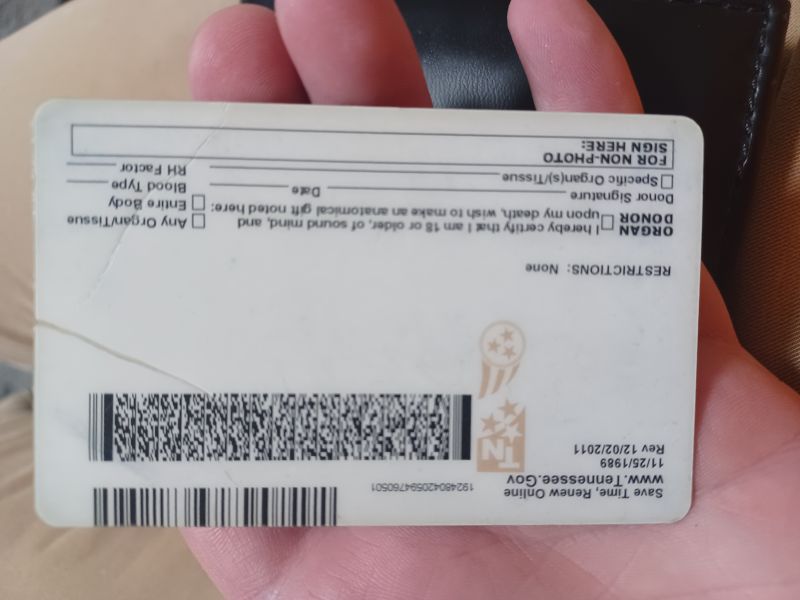 Save Time, Renew Online
www.Tennessee.Gov
11/25/1989
Rev 12/02/2011
1924804205947 60501
TN
RESTRICTIONS: None
ORGAN DONOR
I hereby certify that I am 18 or older, of sound mind, and
upon my death, wish to make an anatomical gift noted here:
Any Organ/Tissue
Entire Body
Donor Signature Date
Blood Type
Specific Organ(s)/Tissue
RH Factor
FOR NON-PHOTO
SIGN HERE: